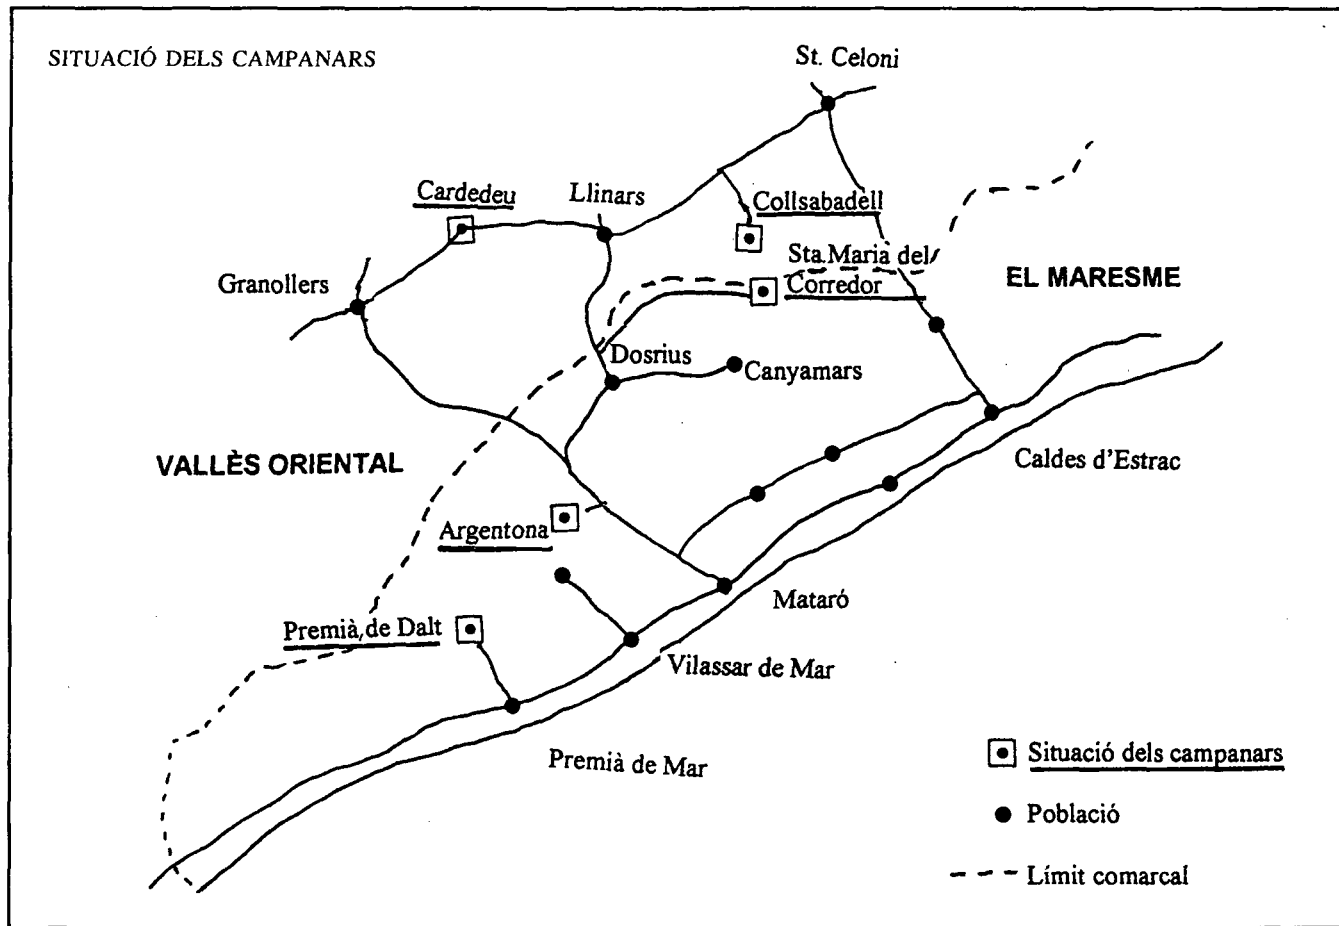 SITUACIÓ DELS CAMPANARS
St. Celoni
Cardedeu
Llinars
Collsabadell
Sta. Maria del
Corredor
Granollers
EL MARESME
Dosrius
Canyamars
VALLÈS ORIENTAL
Caldes d'Estrac
Argentona
Mataró
Premià de Dalt
Vilassar de Mar
Premià de Mar
Situació dels campanars
Població
Límit comarcal